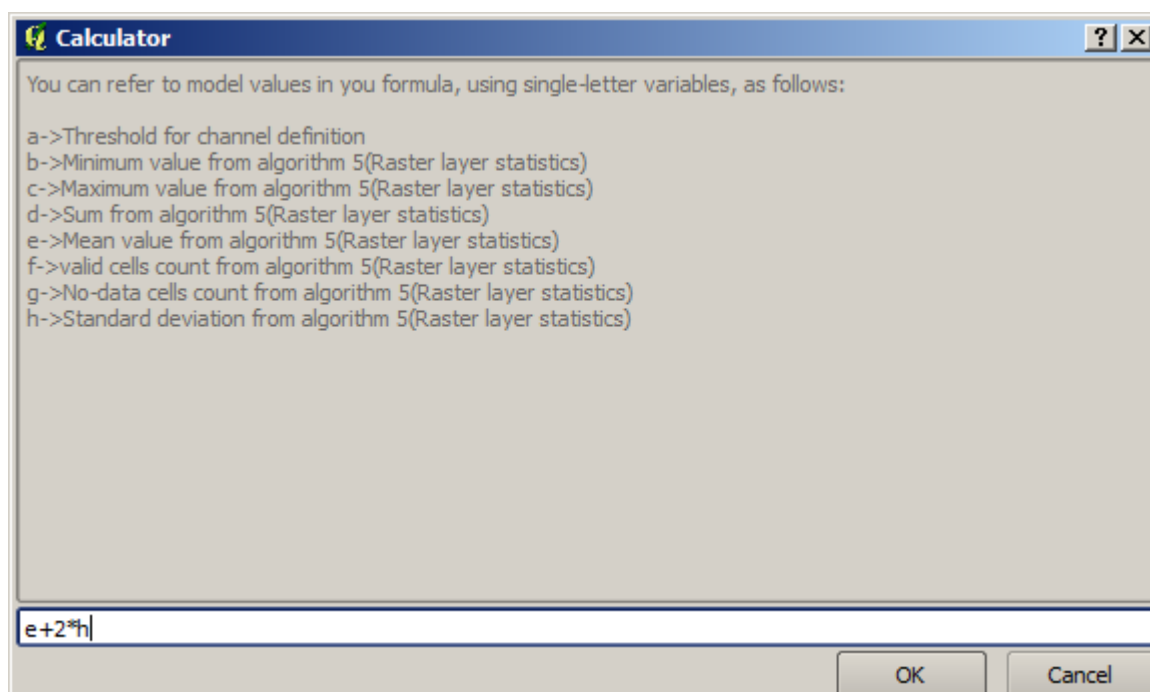 Calculator
You can refer to model values in you formula, using single-letter variables, as follows:
a->Threshold for channel definition
b->Minimum value from algorithm 5(Raster layer statistics)
c->Maximum value from algorithm 5(Raster layer statistics)
d->Sum from algorithm 5(Raster layer statistics)
e->Mean value from algorithm 5(Raster layer statistics)
f->valid cells count from algorithm 5(Raster layer statistics)
g->No-data cells count from algorithm 5(Raster layer statistics)
h->Standard deviation from algorithm 5(Raster layer statistics)
e+2*h
OK Cancel